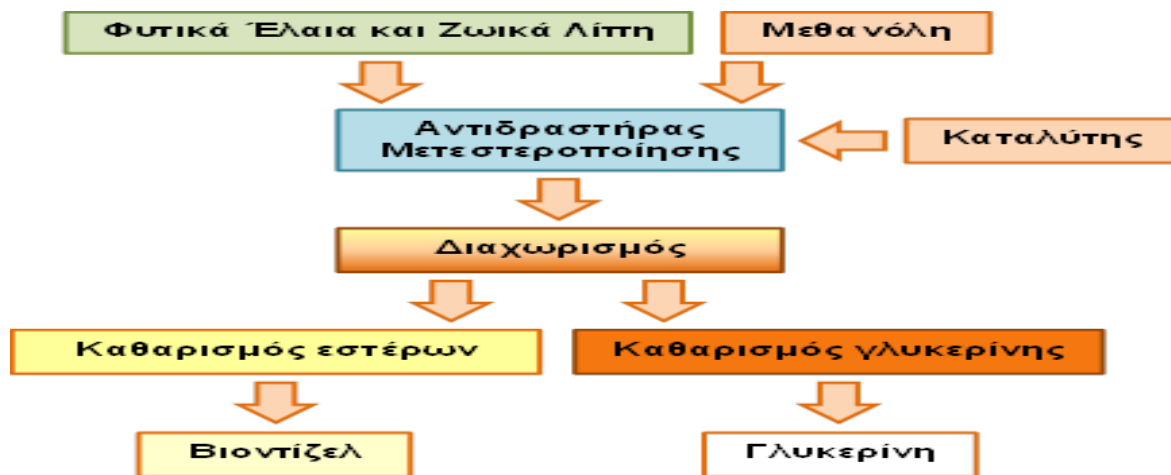 Φυτικά Έλαια και Ζωικά Λίπη
Μεθανόλη
Αντιδραστήρας
Μετεστεροποίησης
Καταλύτης
Διαχωρισμός
Καθαρισμός εστέρων
Καθαρισμός γλυκερίνης
Βιοντίζελ
Γλυκερίνη